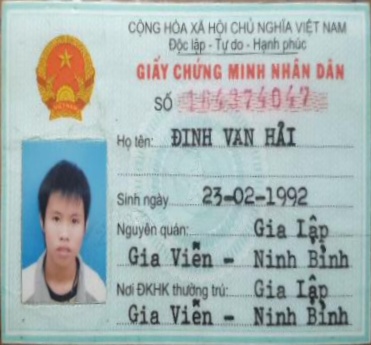 CỘNG HÒA XÃ HỘI CHỦ NGHĨA VIỆT NAM
Độc lập - Tự do - Hạnh phúc
GIẤY CHỨNG MINH NHÂN DÂN
SỐ 164374047
Họ tên: ĐINH VĂN HẢI
Sinh ngày 23-02-1992
Nguyên quán: Gia Lập
Gia Viễn - Ninh Bình
Nơi ĐKHK thường trú: Gia Lập
Gia Viễn - Ninh Bình